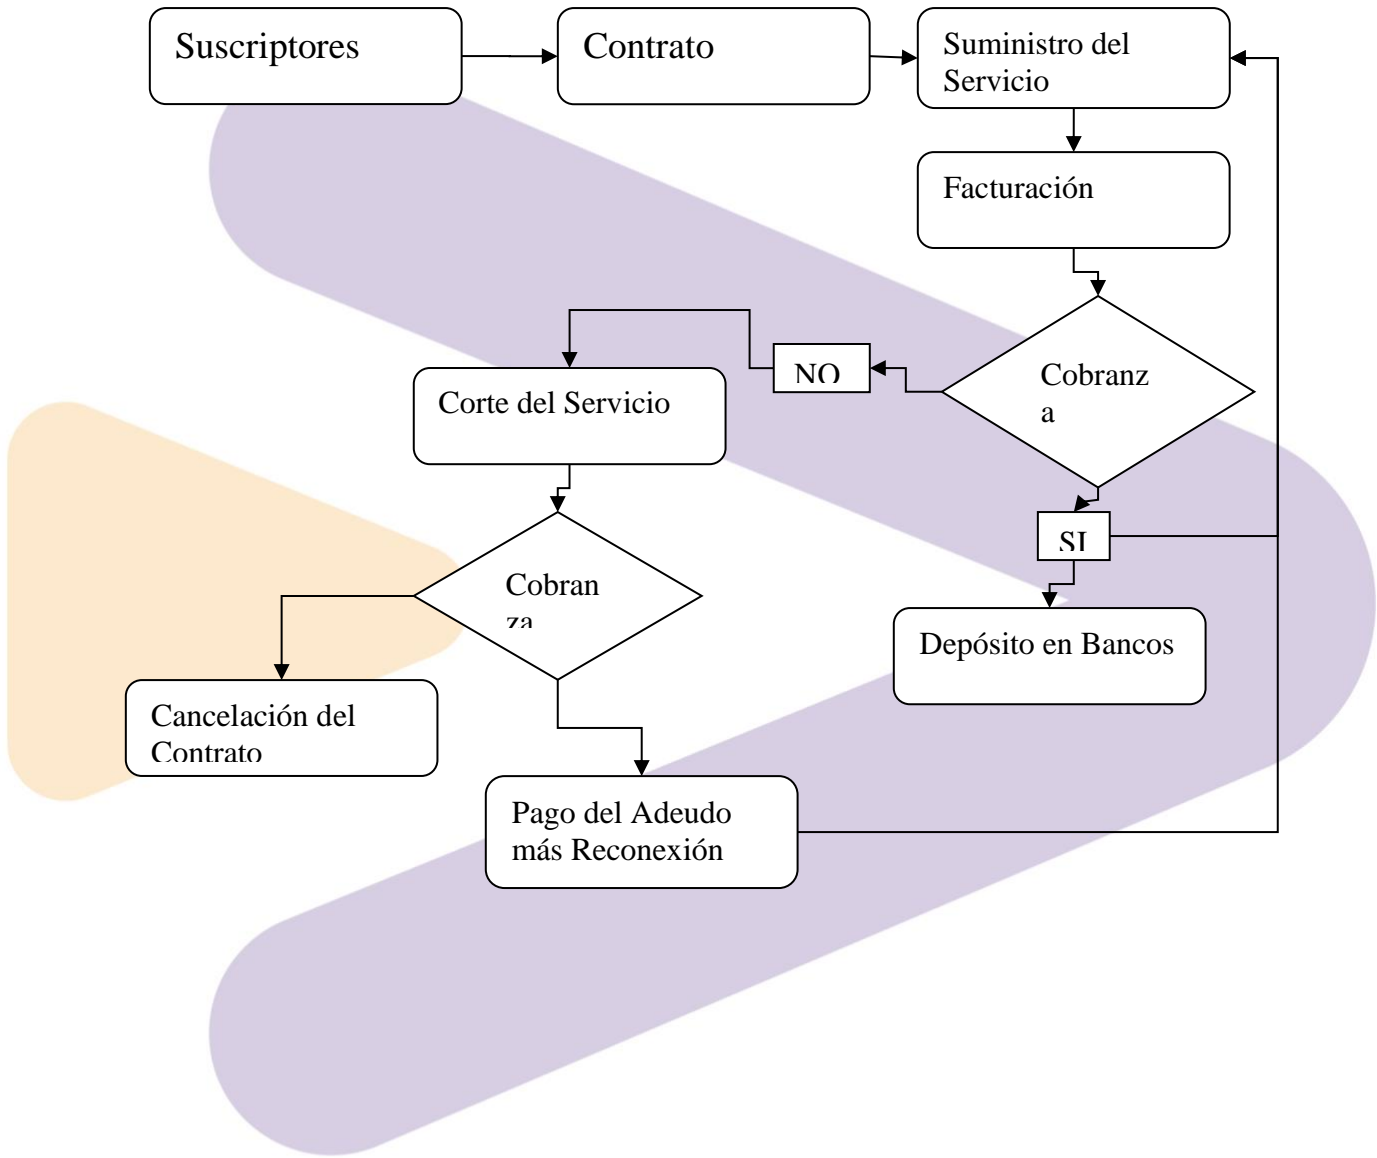 Suscriptores
Contrato
Suministro del
Servicio
Facturación
Cobranz
a
NO
Corte del Servicio
SI
Cobran
za
Depósito en Bancos
Cancelación del
Contrato
Pago del Adeudo
más Reconexión